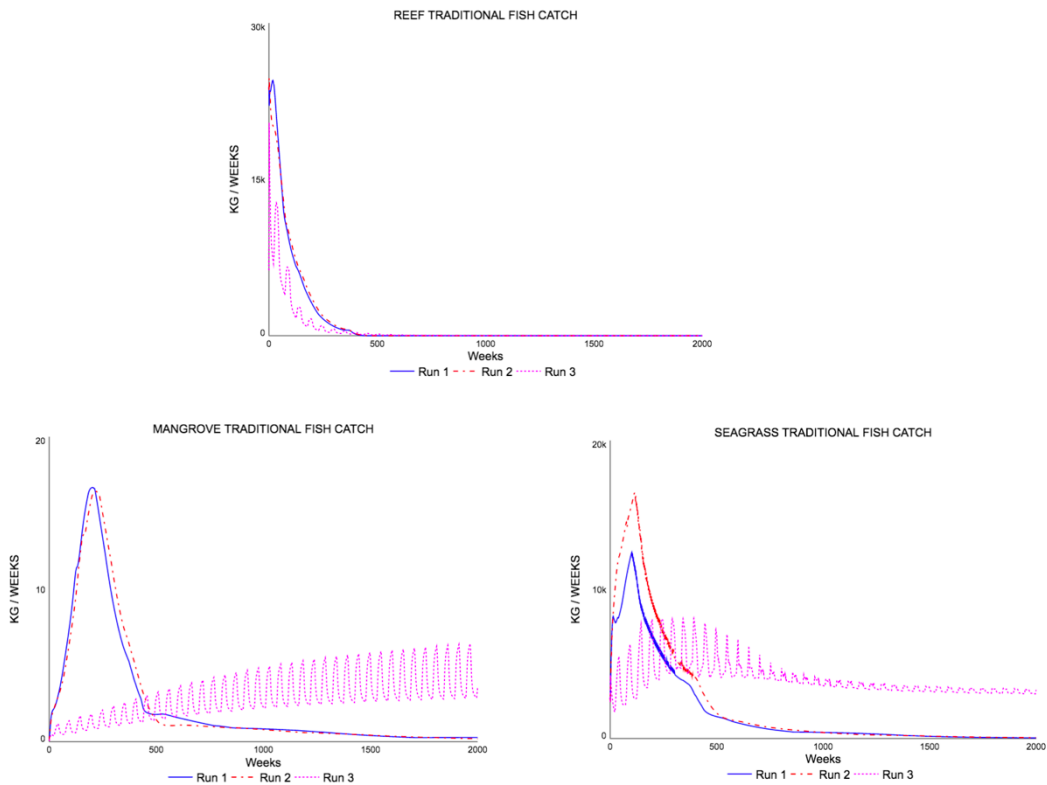 REEF TRADITIONAL FISH CATCH
30k
15k
0
KG / WEEKS
0 500 1000 1500 2000
Weeks
Run 1 Run 2 Run 3
MANGROVE TRADITIONAL FISH CATCH
20
10
0
KG / WEEKS
0 500 1000 1500 2000
Weeks
Run 1 Run 2 Run 3
SEAGRASS TRADITIONAL FISH CATCH
20k
10k
0
KG / WEEKS
0 500 1000 1500 2000
Weeks
Run 1 Run 2 Run 3